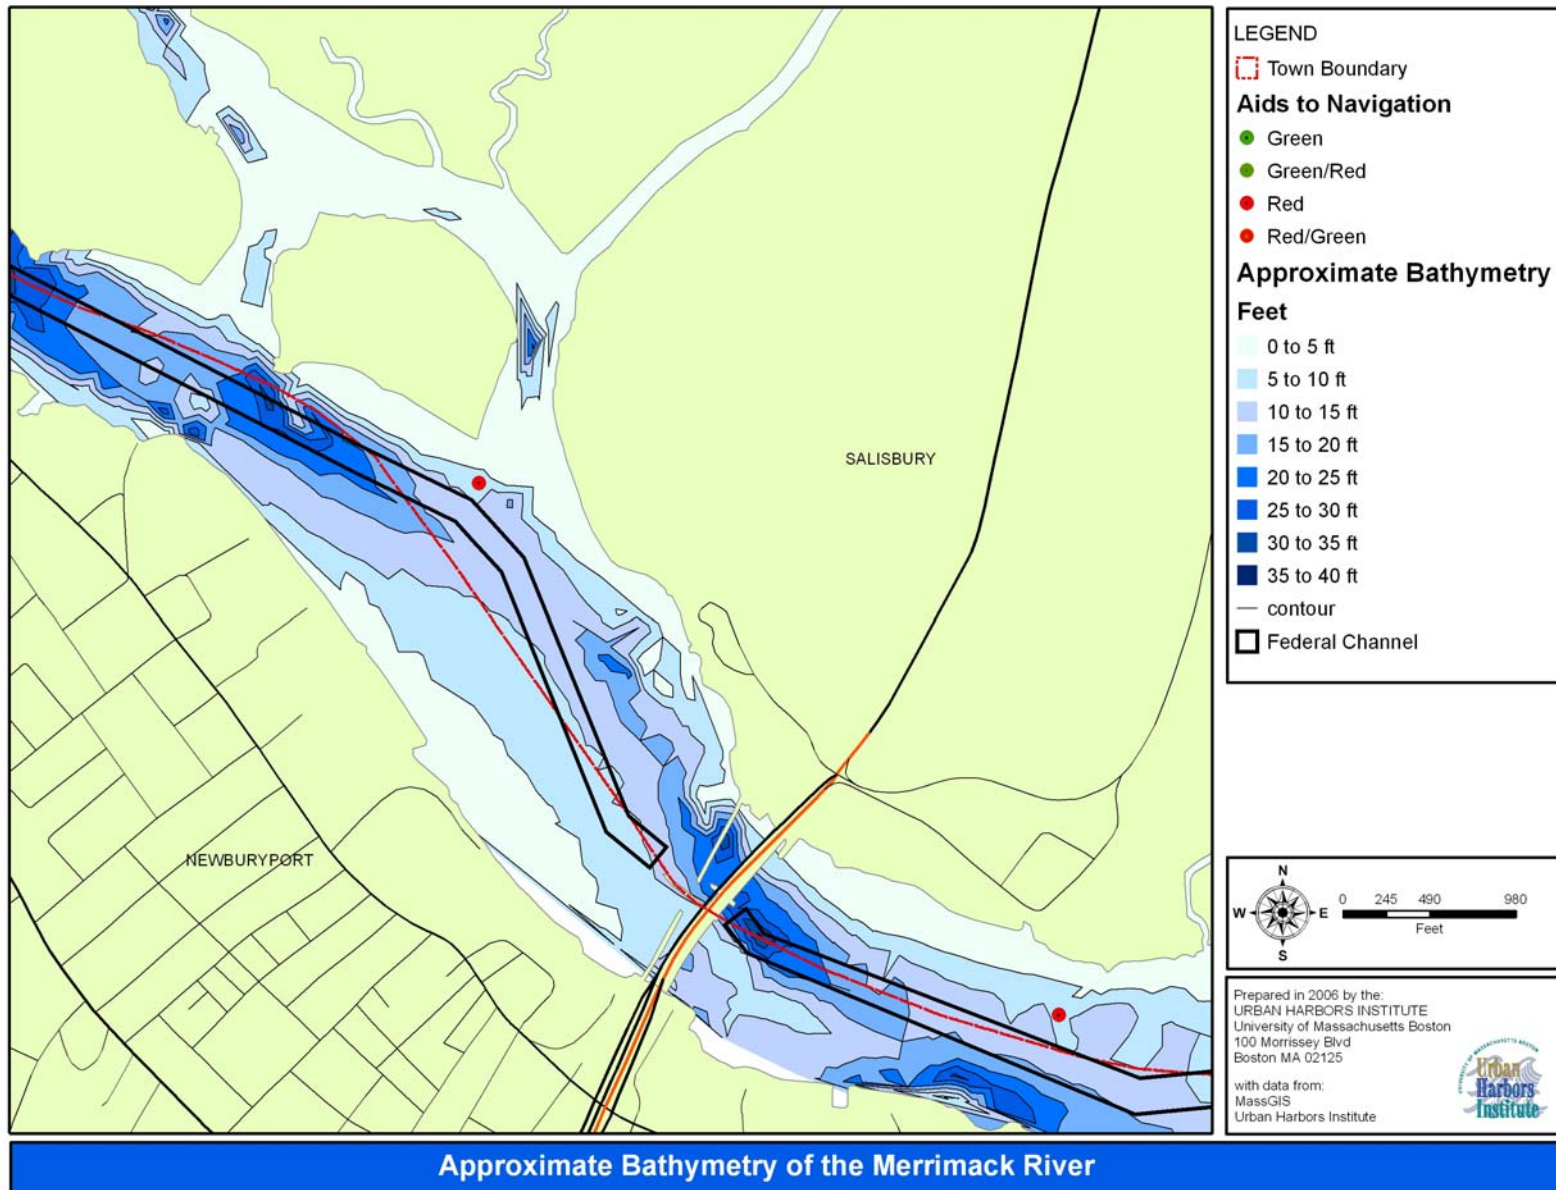 SALISBURY
NEWBURYPORT
LEGEND
Town Boundary
Aids to Navigation
Green
Green/Red
Red
Red/Green
Approximate Bathymetry
Feet
0 to 5 ft
5 to 10 ft
10 to 15 ft
15 to 20 ft
20 to 25 ft
25 to 30 ft
30 to 35 ft
35 to 40 ft
contour
Federal Channel
N
W E
S
0 245 490 980
Feet
Prepared in 2006 by the:
URBAN HARBORS INSTITUTE
University of Massachusetts Boston
100 Morrissey Blvd
Boston MA 02125
with data from:
MassGIS
Urban Harbors Institute
UNIVERSITY OF MASSACHUSETTS BOSTON
Urban
Harbors
Institute
Approximate Bathymetry of the Merrimack River